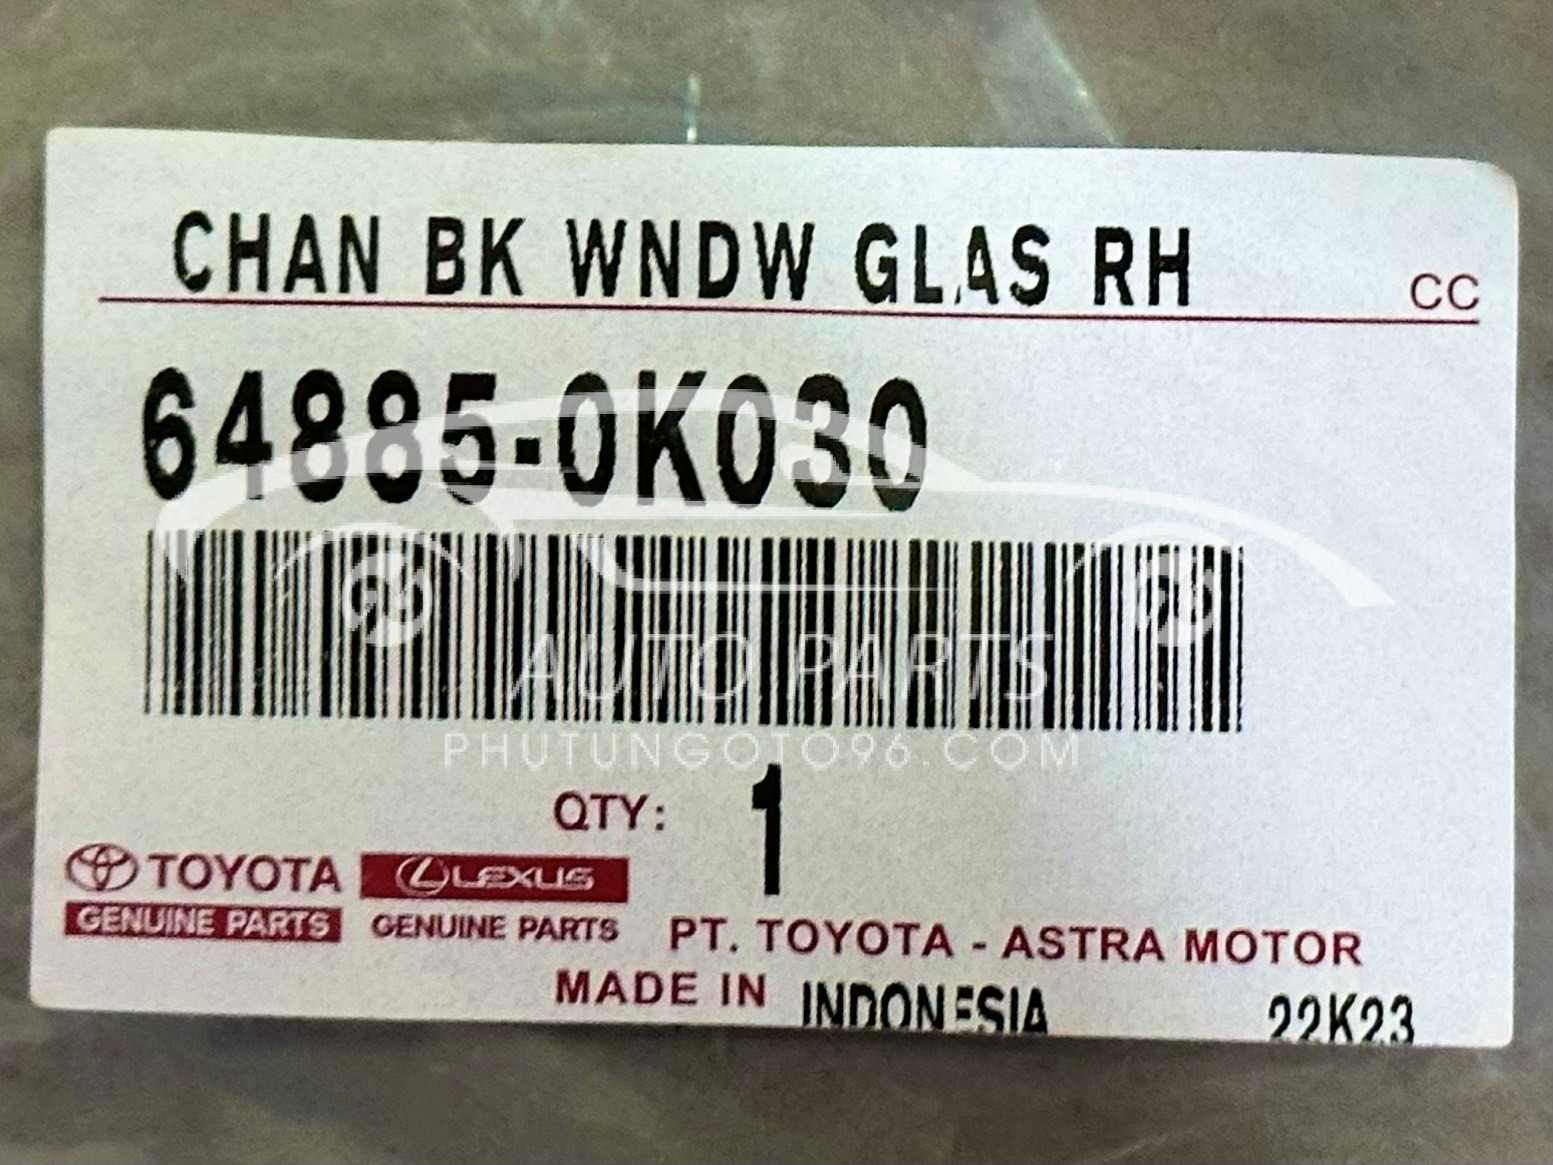 CHAN BK WNDW GLAS RH
CC
64885-0K030
AUTO PARTS
PHUTUNGOTO96.COM
QTY: 1
TOYOTA
GENUINE PARTS
LEXUS
GENUINE PARTS
PT. TOYOTA - ASTRA MOTOR
MADE IN INDONESIA
22K23